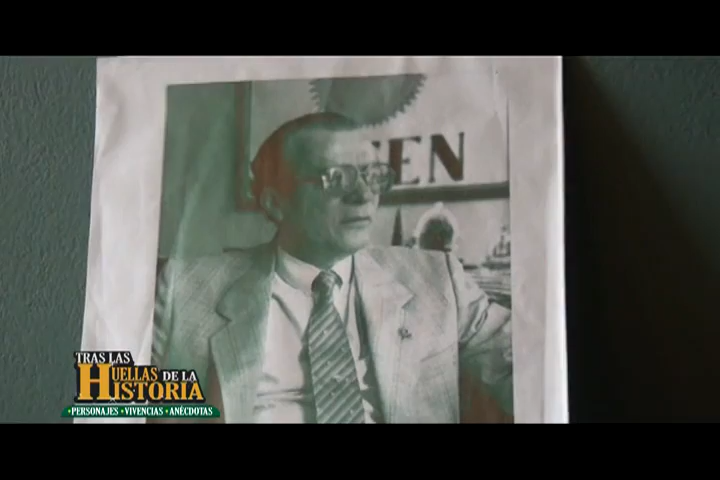 EN
TRAS LAS
HUELLAS DE LA
HISTORIA
• PERSONAJES • VIVENCIAS • ANÉCDOTAS